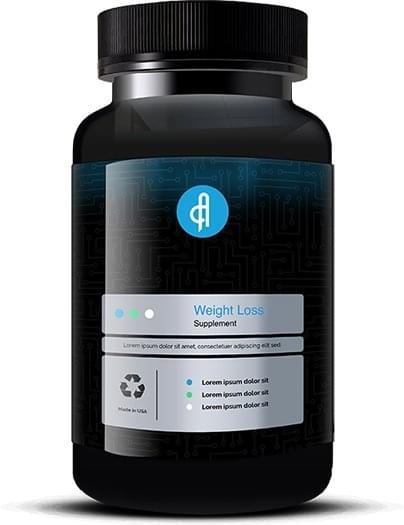 Weight Loss
Supplement
Lorem ipsum dolor sit amet, consectetuer adipiscing elit sed.
Lorem ipsum dolor sit
Lorem ipsum dolor sit
Lorem ipsum dolor sit
Made in USA